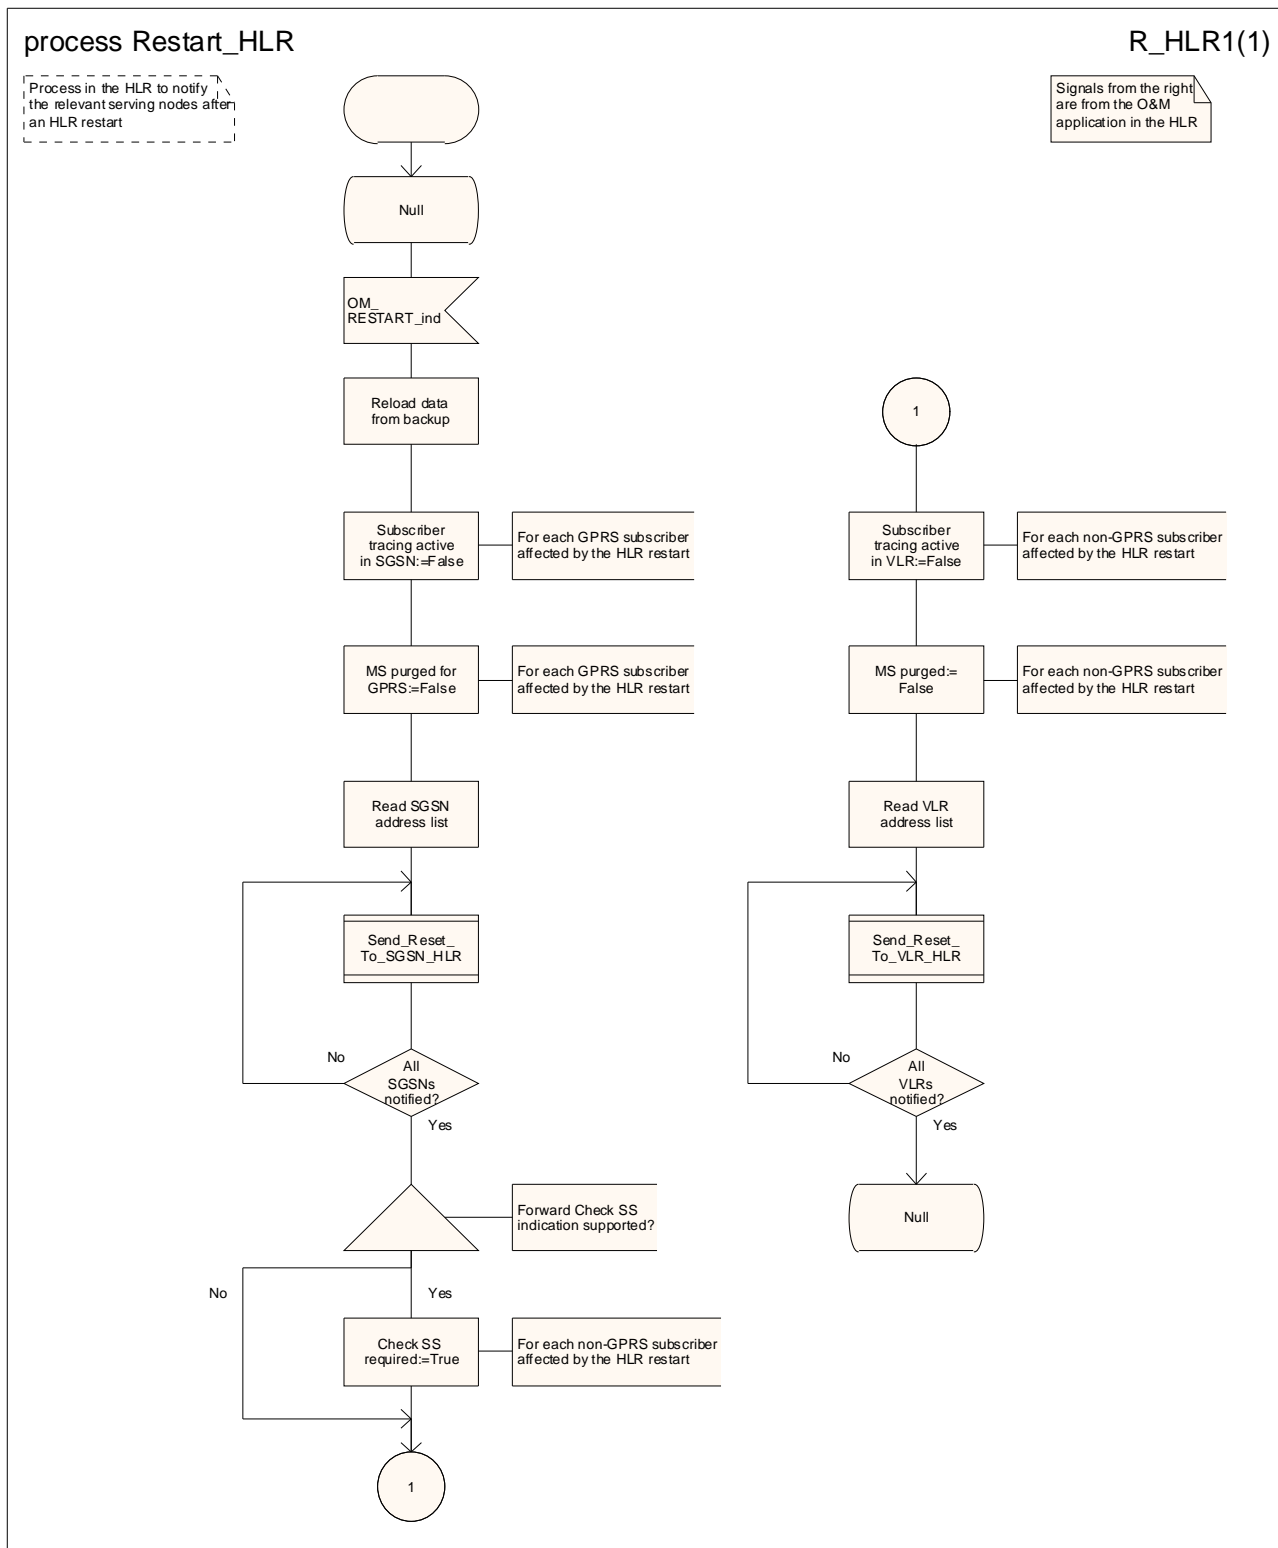 process Restart_HLR
R_HLR1(1)
Process in the HLR to notify
the relevant serving nodes after
an HLR restart
Signals from the right
are from the O&M
application in the HLR
Null
OM_
RESTART_ind
Reload data
from backup
Subscriber
tracing active
in SGSN:=False
For each GPRS subscriber
affected by the HLR restart
MS purged for
GPRS:=False
For each GPRS subscriber
affected by the HLR restart
Read SGSN
address list
Send_Reset_
To_SGSN_HLR
No
All
SGSNs
notified?
Yes
Forward Check SS
indication supported?
No
Yes
Check SS
required:=True
For each non-GPRS subscriber
affected by the HLR restart
1
1
Subscriber
tracing active
in VLR:=False
For each non-GPRS subscriber
affected by the HLR restart
MS purged:=
False
For each non-GPRS subscriber
affected by the HLR restart
Read VLR
address list
Send_Reset_
To_VLR_HLR
No
All
VLRs
notified?
Yes
Null